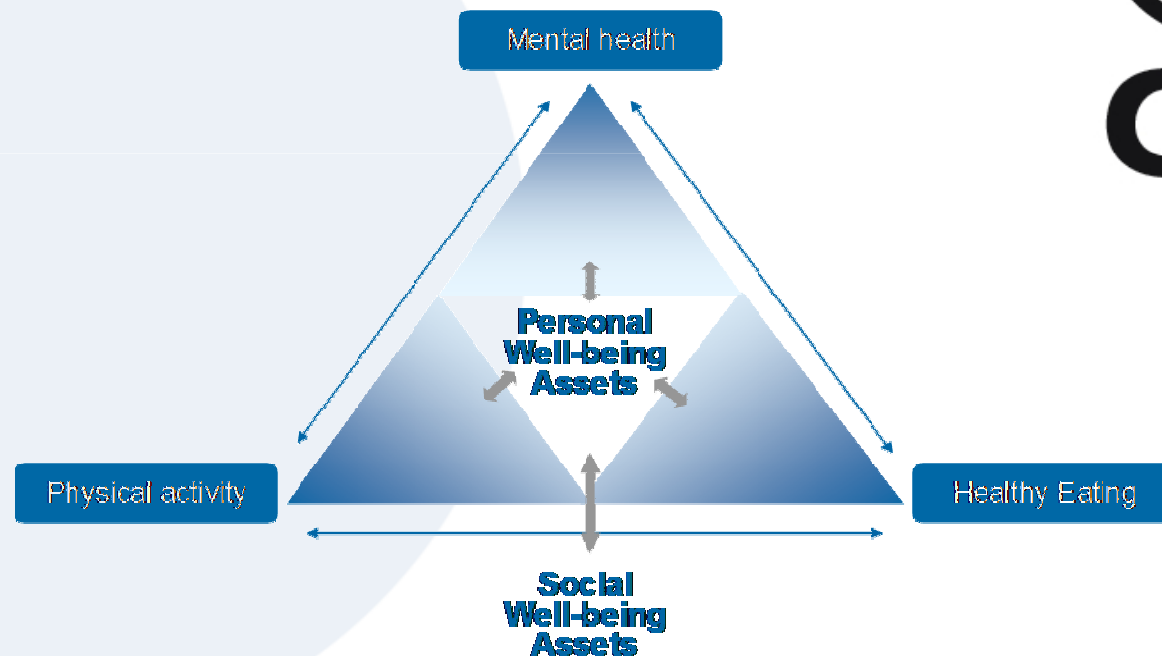 Mental health
Personal
Well-being
Assets
Physical activity
Healthy Eating
Social
Well-being
Assets